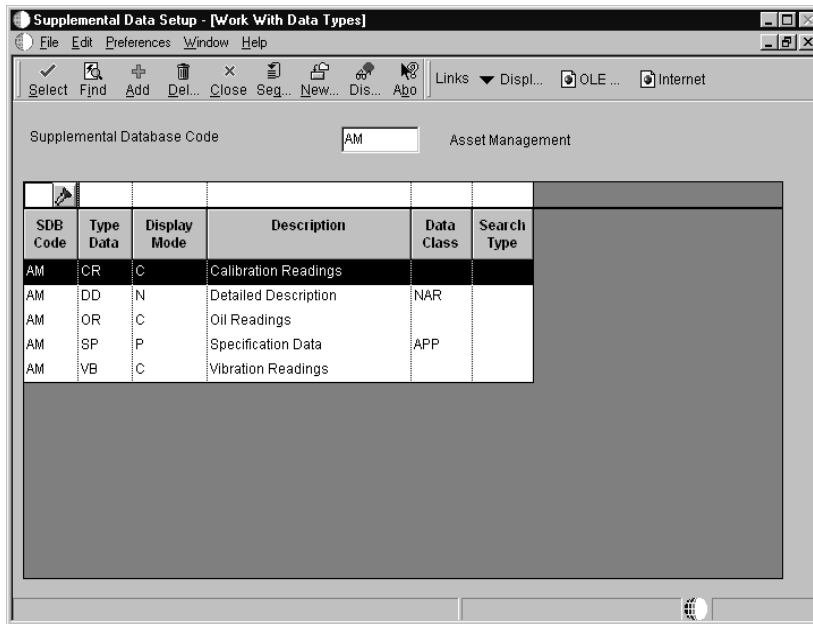 Supplemental Data Setup - [Work With Data Types]
File Edit Preferences Window Help
Select Find Add Del... Close Seq... New... Dis... Abo Links Displ... OLE ... Internet
Supplemental Database Code AM Asset Management
SDB Code Type Data Display Mode Description Data Class Search Type
AM CR C Calibration Readings
AM DD N Detailed Description NAR
AM OR C Oil Readings
AM SP P Specification Data APP
AM VB C Vibration Readings